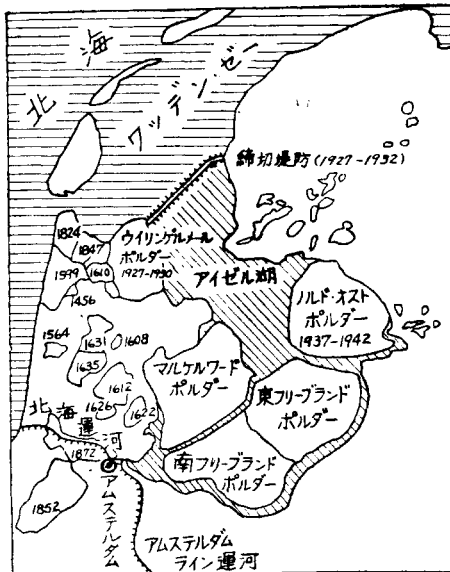 北海
ワッデン・ゼー
締切堤防(1927-1932)
1824
1847
ウイリンゲルメール
ポルダー
1927-1930
1599
1610
アイゼル湖
1456
ノルド・オスト
ポルダー
1937-1942
1564
1631
1608
1635
マルケルワード
ポルダー
1612
東フリーブランド
ポルダー
1626
1622
北海運河
1872
南フリーブランド
ポルダー
1852
アムステルダム
アムステルダム
ライン運河